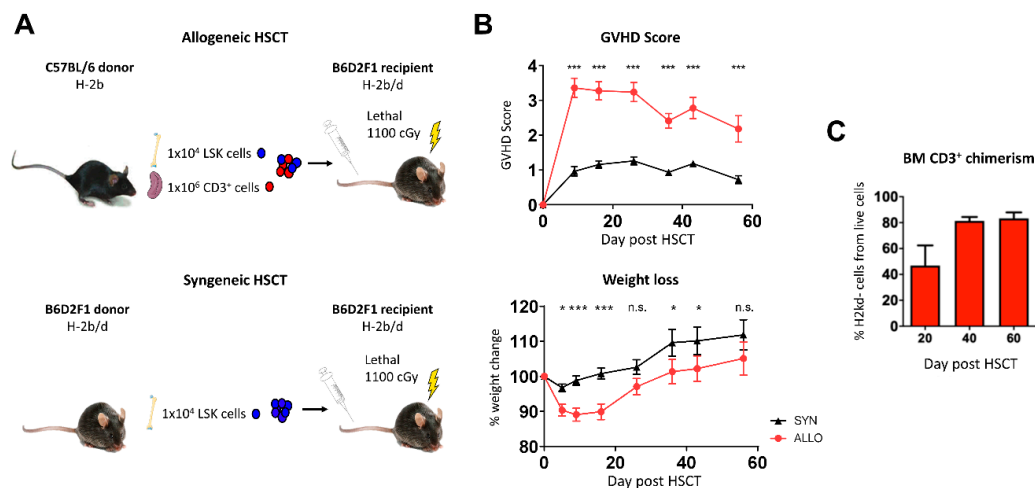 A
Allogeneic HSCT
C57BL/6 donor
H-2b
B6D2F1 recipient
H-2b/d
Lethal
1100 cGy
1x10⁴ LSK cells
1x10⁶ CD3⁺ cells
Syngeneic HSCT
B6D2F1 donor
H-2b/d
B6D2F1 recipient
H-2b/d
Lethal
1100 cGy
1x10⁴ LSK cells
B
GVHD Score
*** *** *** *** *** ***
GVHD Score
4
3
2
1
0
0 20 40 60
Day post HSCT
Weight loss
* *** *** n.s. * * n.s.
% weight change
120
110
100
90
80
0 20 40 60
Day post HSCT
SYN
ALLO
C
BM CD3⁺ chimerism
% H2kd- cells from live cells
100
80
60
40
20
0
20 40 60
Day post HSCT